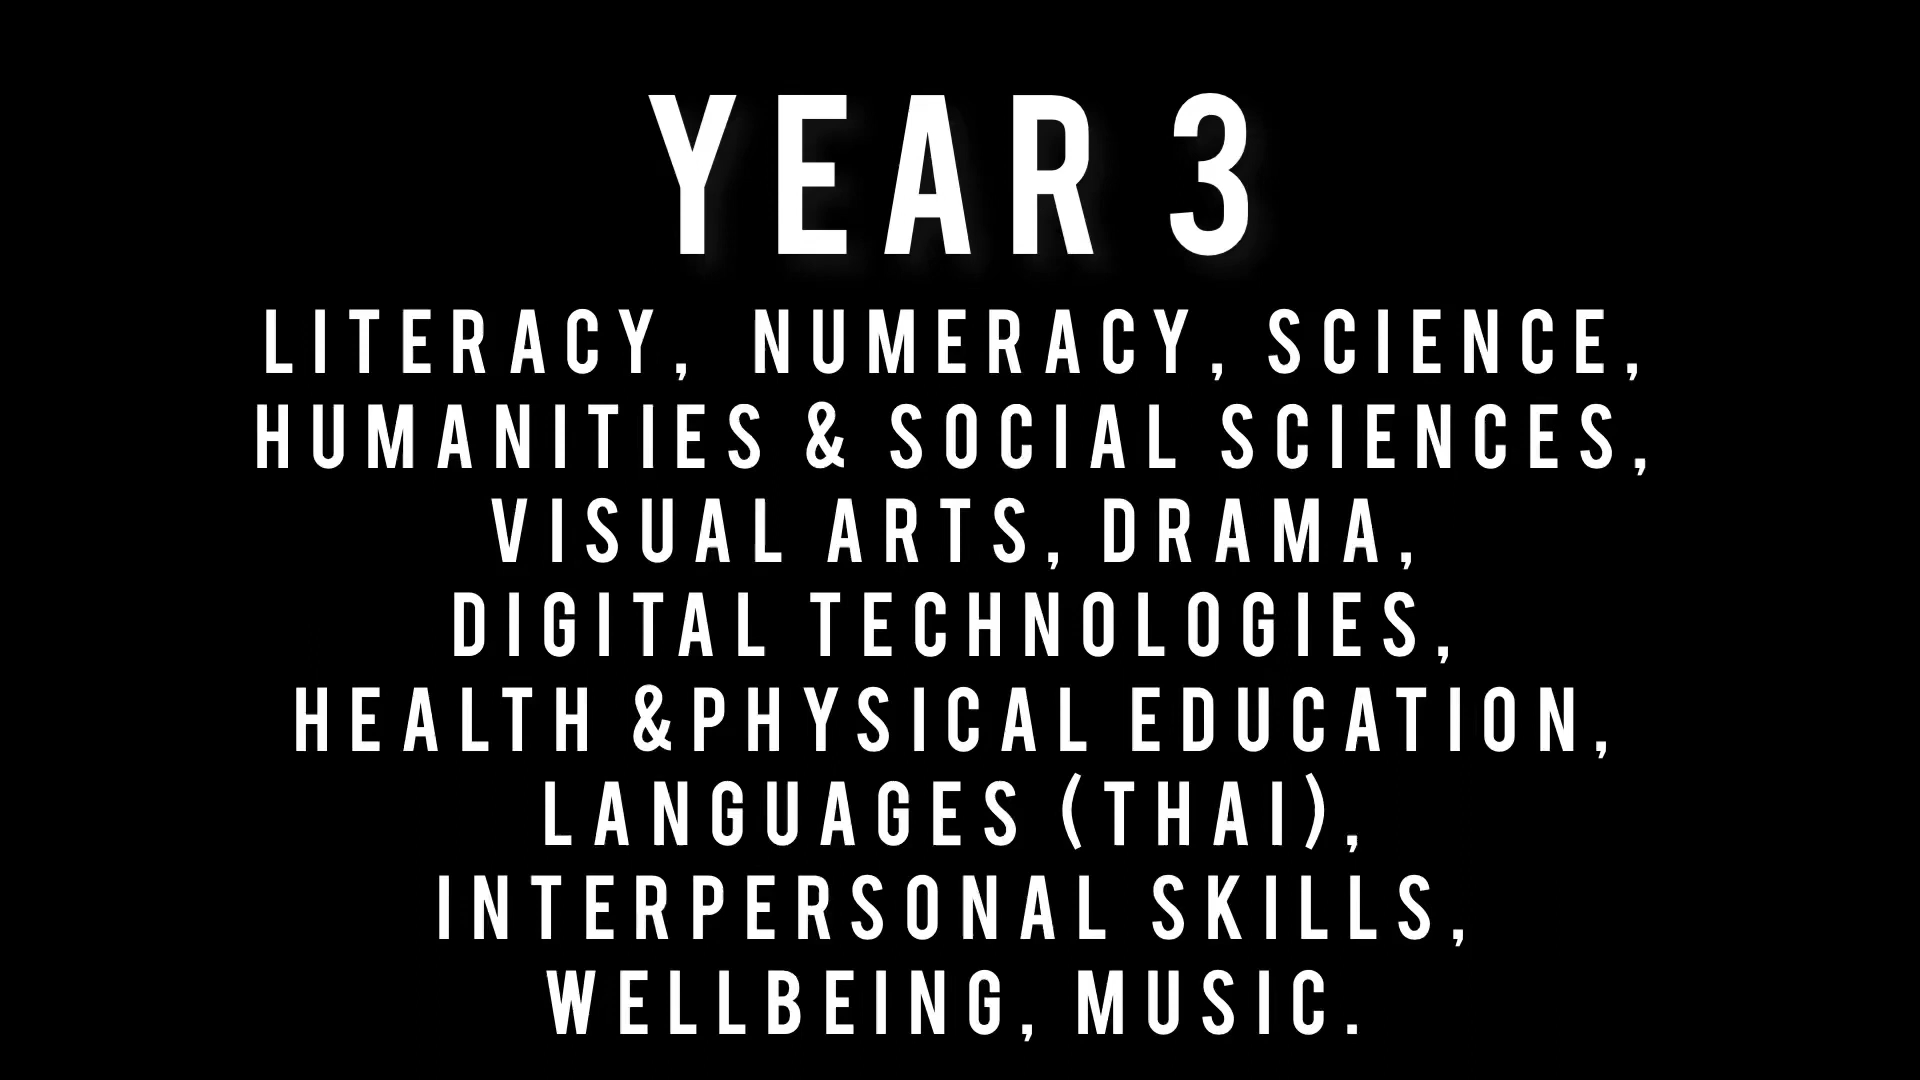 YEAR 3
LITERACY, NUMERACY, SCIENCE,
HUMANITIES & SOCIAL SCIENCES,
VISUAL ARTS, DRAMA,
DIGITAL TECHNOLOGIES,
HEALTH &PHYSICAL EDUCATION,
LANGUAGES (THAI),
INTERPERSONAL SKILLS,
WELLBEING, MUSIC.